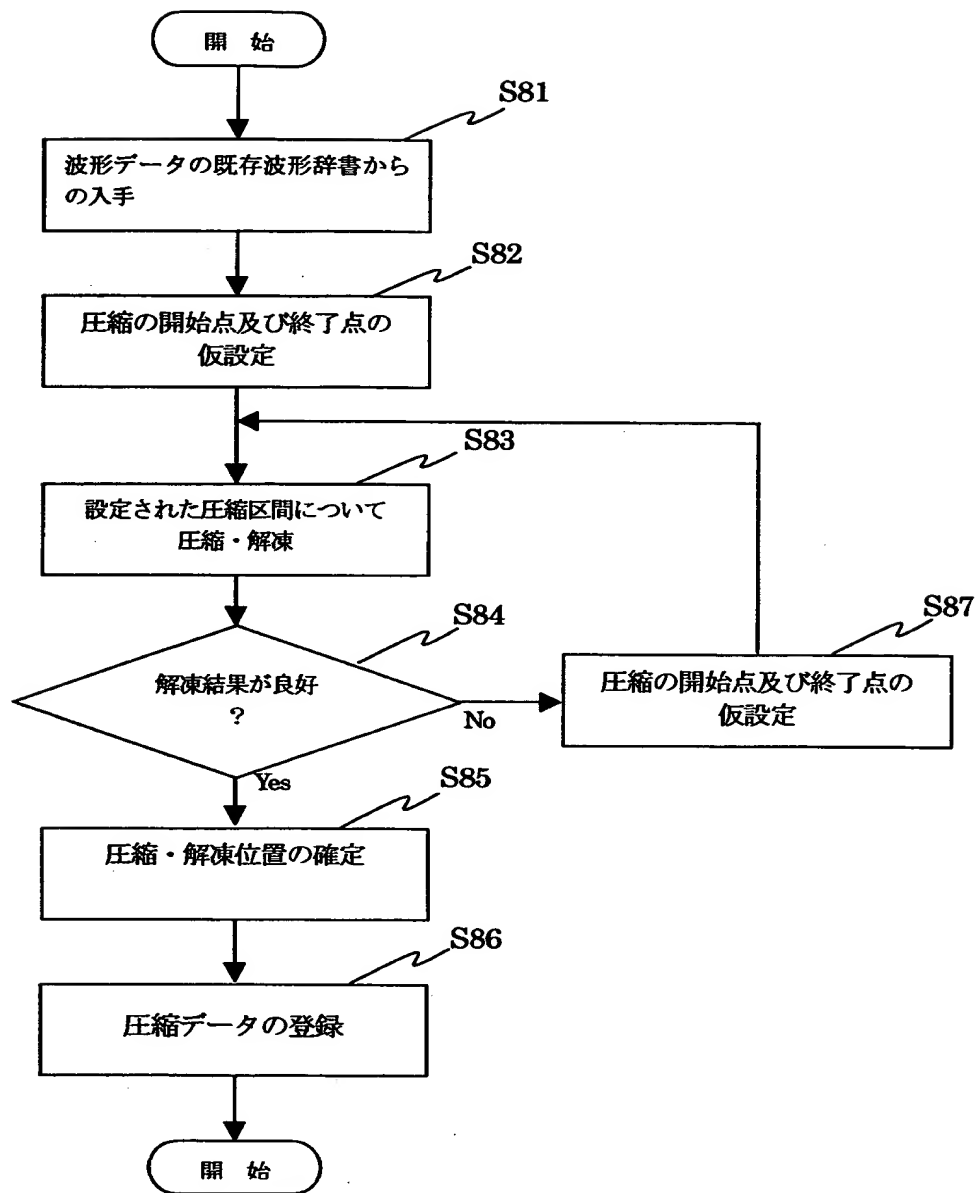 開 始
S81
波形データの既存波形辞書から
の入手
S82
圧縮の開始点及び終了点の
仮設定
S83
設定された圧縮区間について
圧縮・解凍
S84
解凍結果が良好
?
No
Yes
S87
圧縮の開始点及び終了点の
仮設定
S85
圧縮・解凍位置の確定
S86
圧縮データの登録
開 始